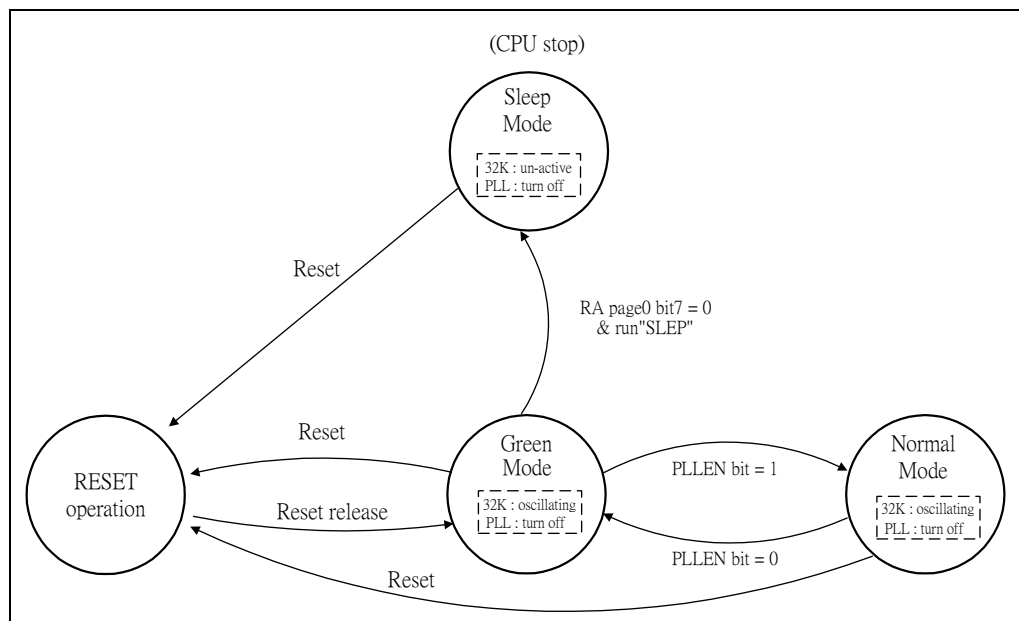 (CPU stop)
Sleep
Mode
32K : un-active
PLL : turn off
Reset
RA page0 bit7 = 0
& run"SLEP"
RESET
operation
Reset
Reset release
Green
Mode
32K : oscillating
PLL : turn off
PLLEN bit = 1
PLLEN bit = 0
Normal
Mode
32K : oscillating
PLL : turn off
Reset